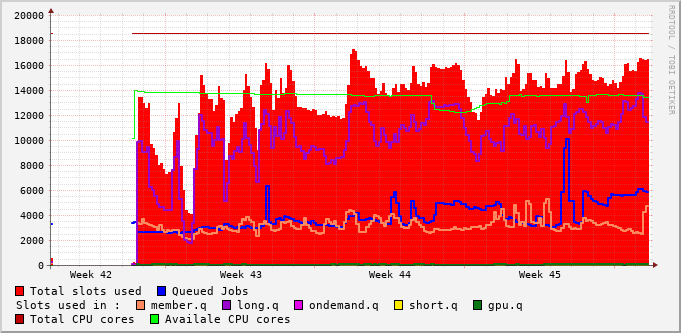 20000
18000
16000
14000
12000
10000
8000
6000
4000
2000
0
Week 42 Week 43 Week 44 Week 45
RRDTOOL / TOBI OETIKER
Total slots used Queued Jobs
Slots used in : member.q long.q ondemand.q short.q gpu.q
Total CPU cores Availale CPU cores